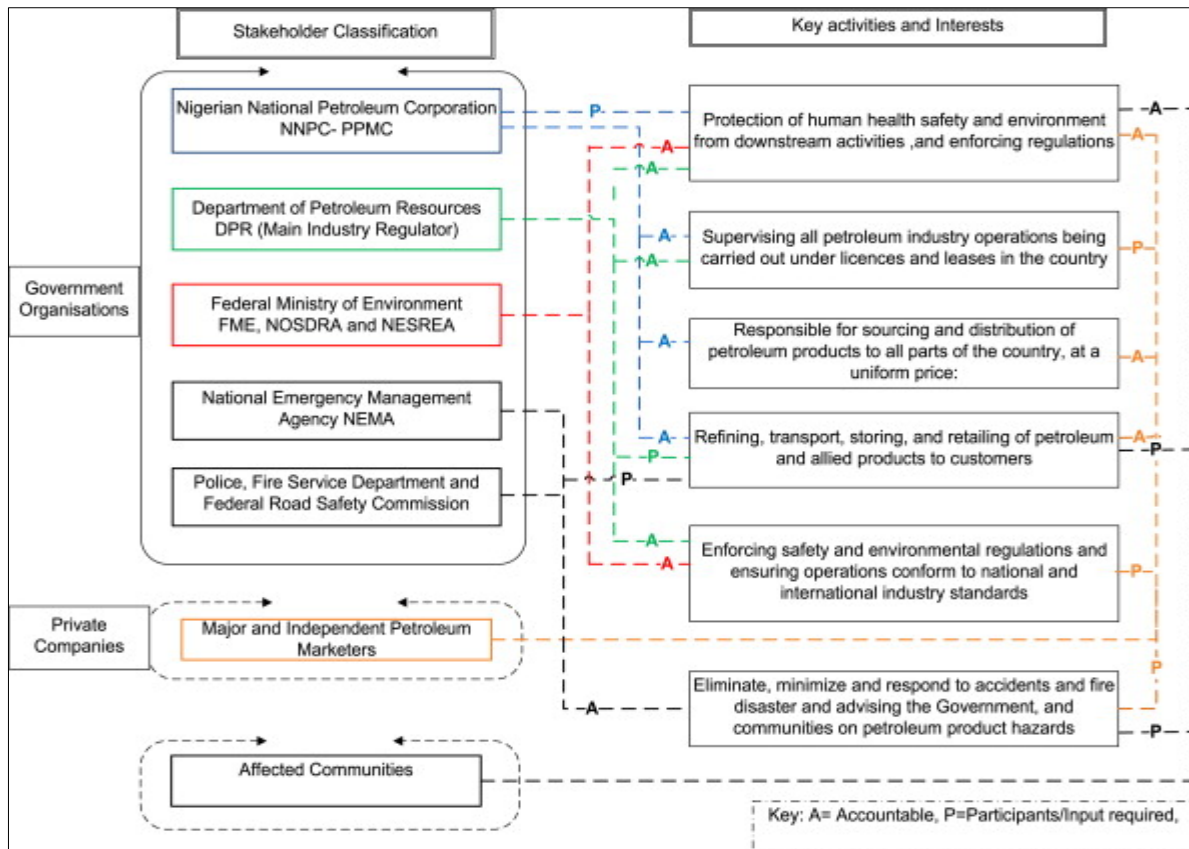 Stakeholder Classification
Key activities and Interests
Government
Organisations
Nigerian National Petroleum Corporation
NNPC- PPMC
Department of Petroleum Resources
DPR (Main Industry Regulator)
Federal Ministry of Environment
FME, NOSDRA and NESREA
National Emergency Management
Agency NEMA
Police, Fire Service Department and
Federal Road Safety Commission
Private
Companies
Major and Independent Petroleum
Marketers
Affected Communities
P
A
A
Protection of human health safety and environment
from downstream activities ,and enforcing regulations
A
A
A
A
Supervising all petroleum industry operations being
carried out under licences and leases in the country
P
A
Responsible for sourcing and distribution of
petroleum products to all parts of the country, at a
uniform price:
A
A
P
P
Refining, transport, storing, and retailing of petroleum
and allied products to customers
A
P
A
A
Enforcing safety and environmental regulations and
ensuring operations conform to national and
international industry standards
P
A
Eliminate, minimize and respond to accidents and fire
disaster and advising the Government, and
communities on petroleum product hazards
P
P
Key: A= Accountable, P=Participants/Input required,